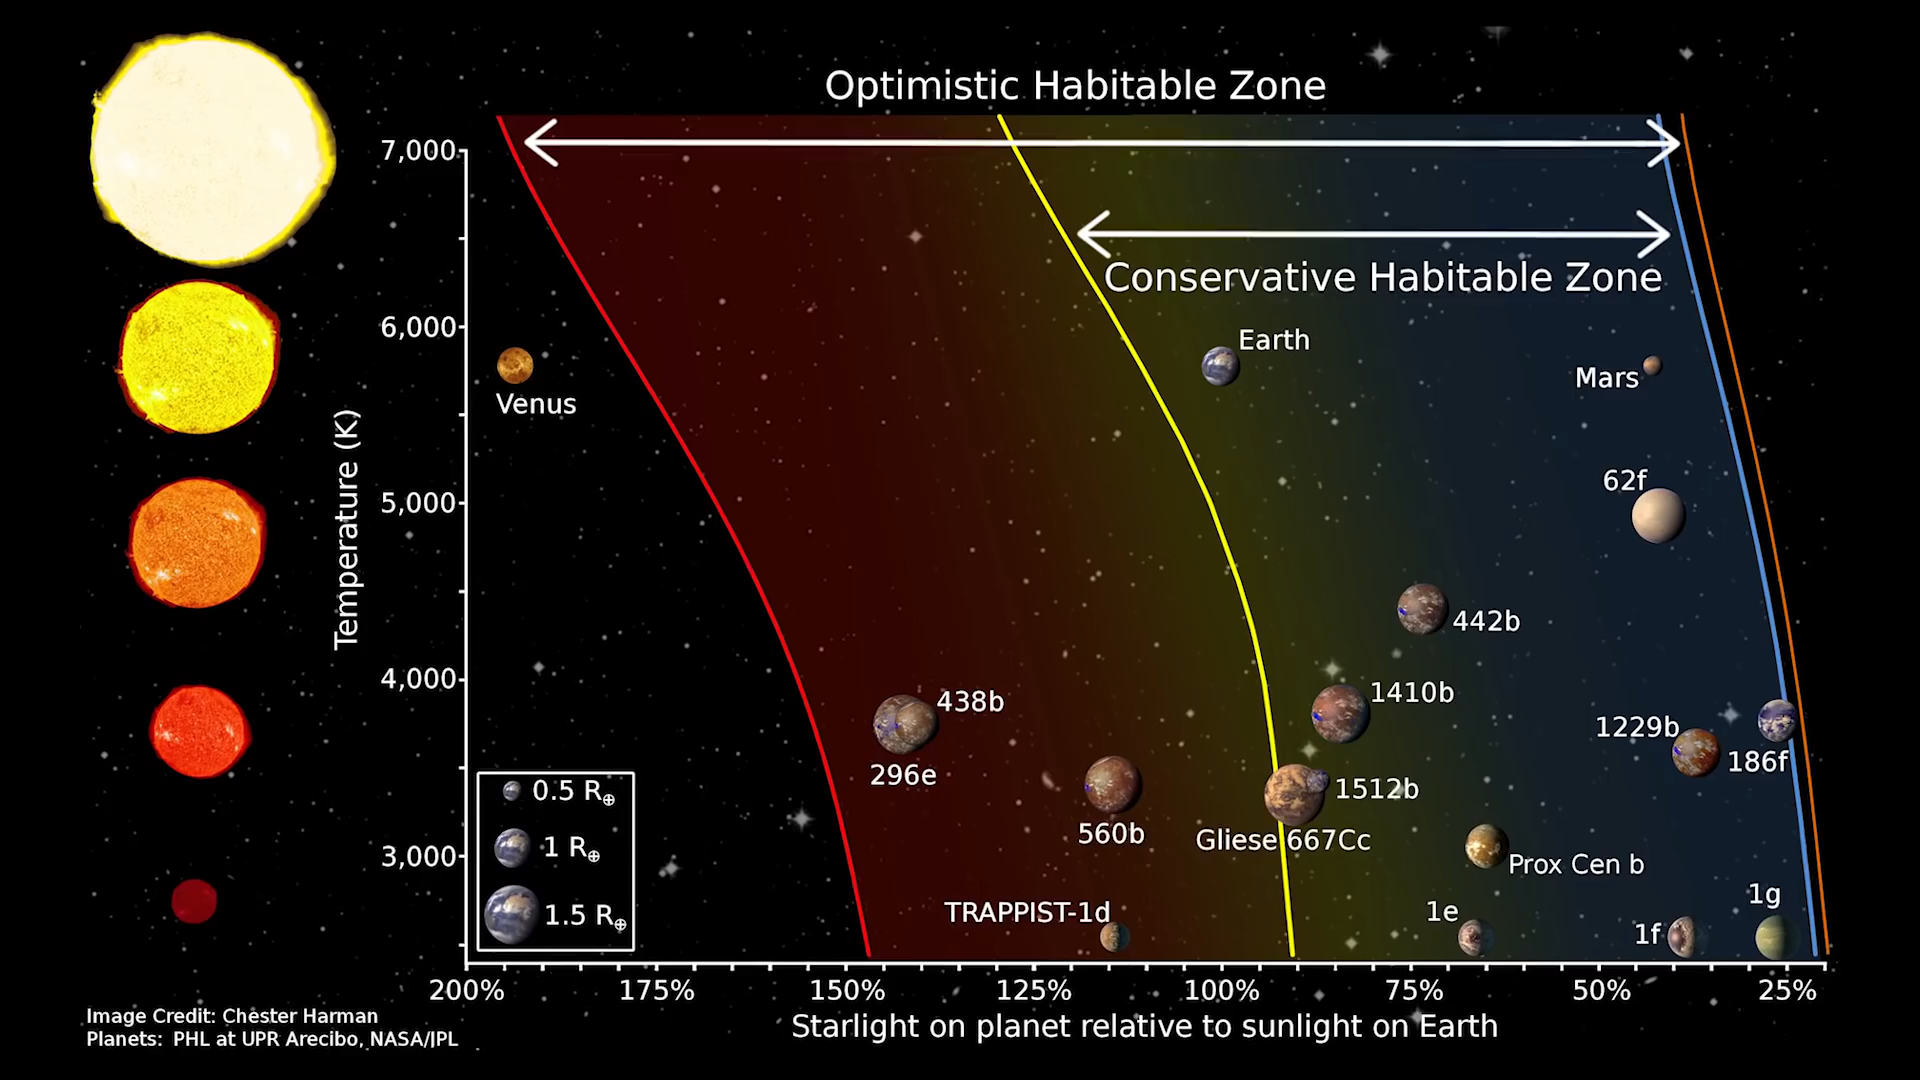 Optimistic Habitable Zone
7,000
Conservative Habitable Zone
6,000
Earth
Mars
Venus
Temperature (K)
62f
5,000
442b
4,000
438b
1410b
296e
1229b
186f
560b
1512b
Gliese 667Cc
0.5 R⊕
1 R⊕
1.5 R⊕
3,000
Prox Cen b
TRAPPIST-1d
1e
1f
1g
200% 175% 150% 125% 100% 75% 50% 25%
Starlight on planet relative to sunlight on Earth
Image Credit: Chester Harman
Planets: PHL at UPR Arecibo, NASA/JPL